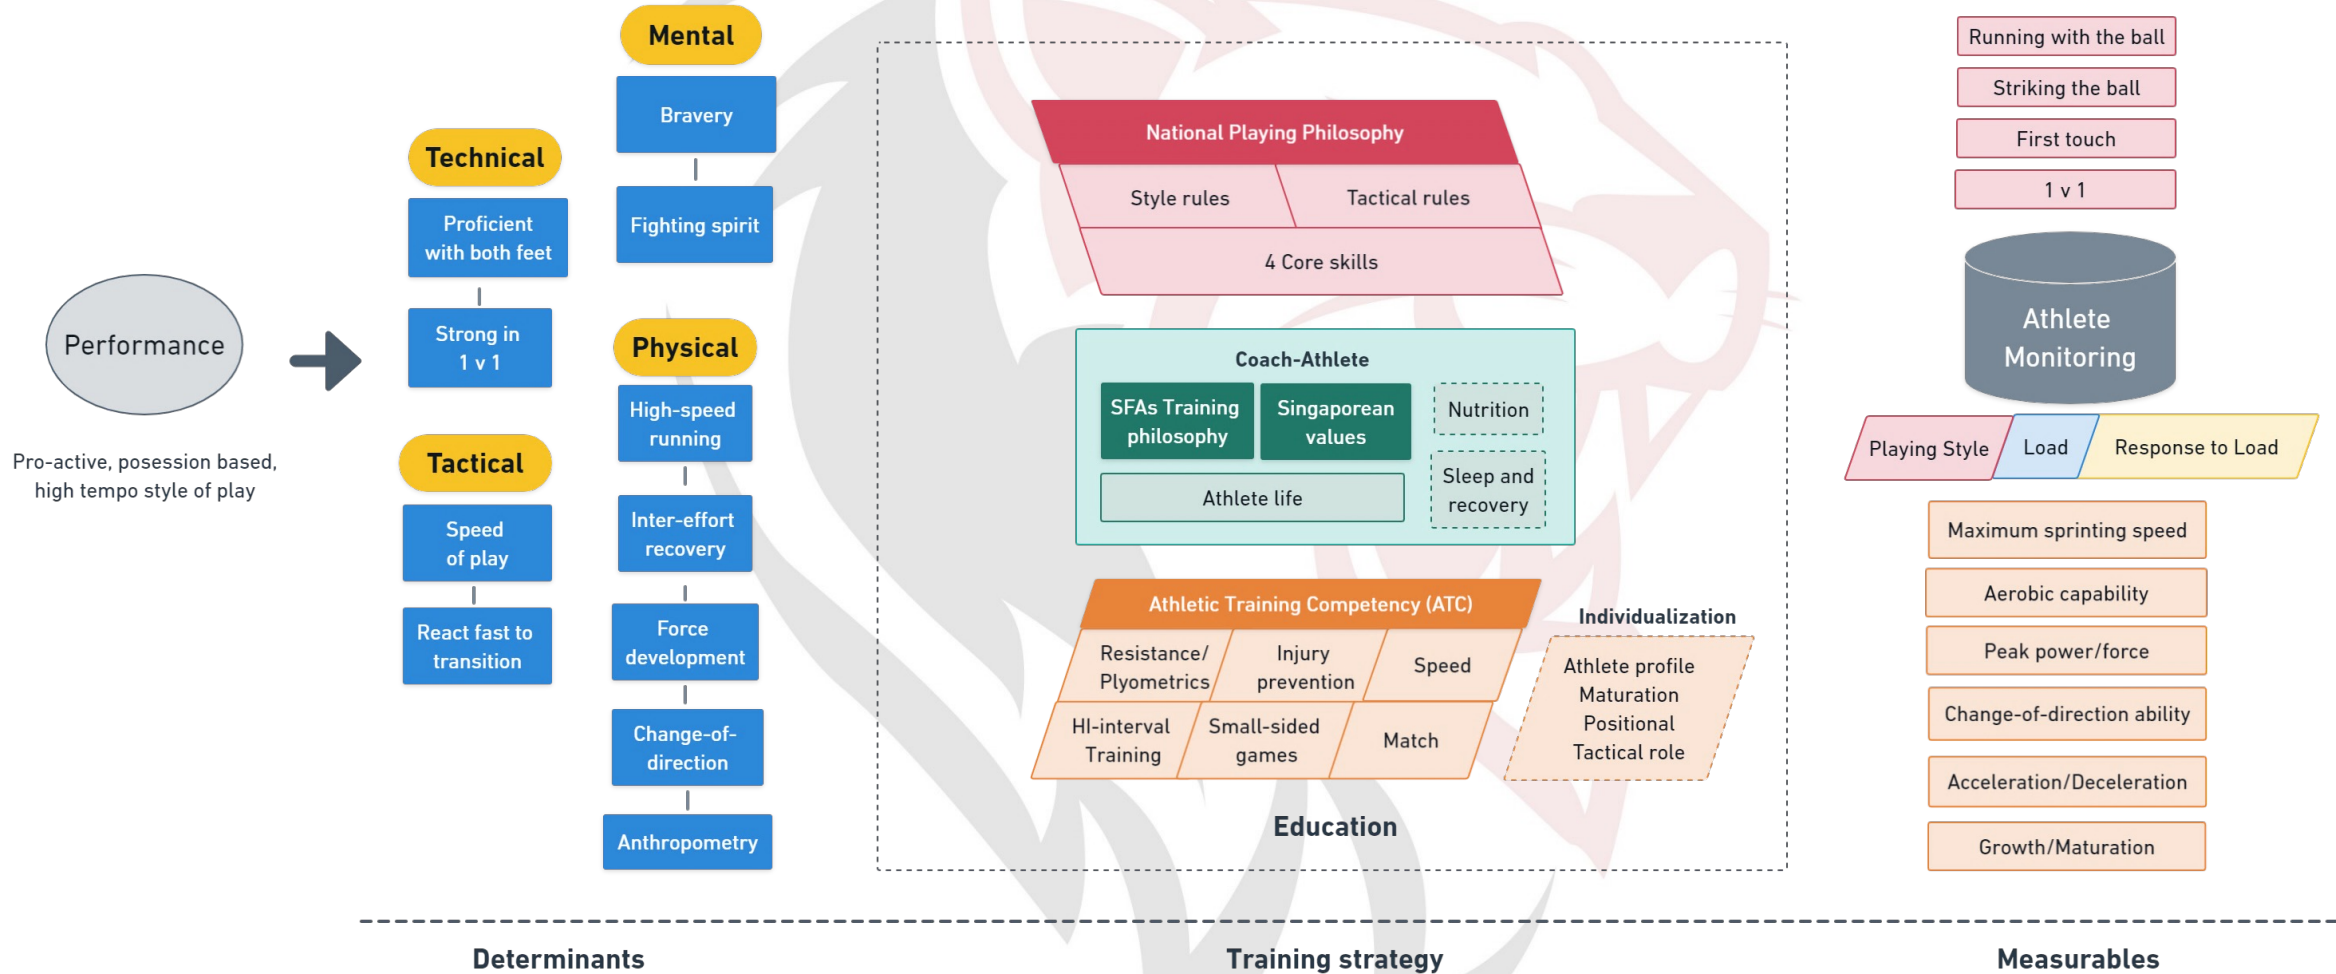 Performance
Pro-active, posession based,
high tempo style of play
Technical
Proficient
with both feet
Strong in
1 v 1
Tactical
Speed
of play
React fast to
transition
Mental
Bravery
Fighting spirit
Physical
High-speed
running
Inter-effort
recovery
Force
development
Change-of-
direction
Anthropometry
Determinants
National Playing Philosophy
Style rules
Tactical rules
4 Core skills
Coach-Athlete
SFAs Training
philosophy
Singaporean
values
Nutrition
Athlete life
Sleep and
recovery
Athletic Training Competency (ATC)
Resistance/
Plyometrics
Injury
prevention
Speed
HI-interval
Training
Small-sided
games
Match
Individualization
Athlete profile
Maturation
Positional
Tactical role
Education
Training strategy
Running with the ball
Striking the ball
First touch
1 v 1
Athlete
Monitoring
Playing Style
Load
Response to Load
Maximum sprinting speed
Aerobic capability
Peak power/force
Change-of-direction ability
Acceleration/Deceleration
Growth/Maturation
Measurables